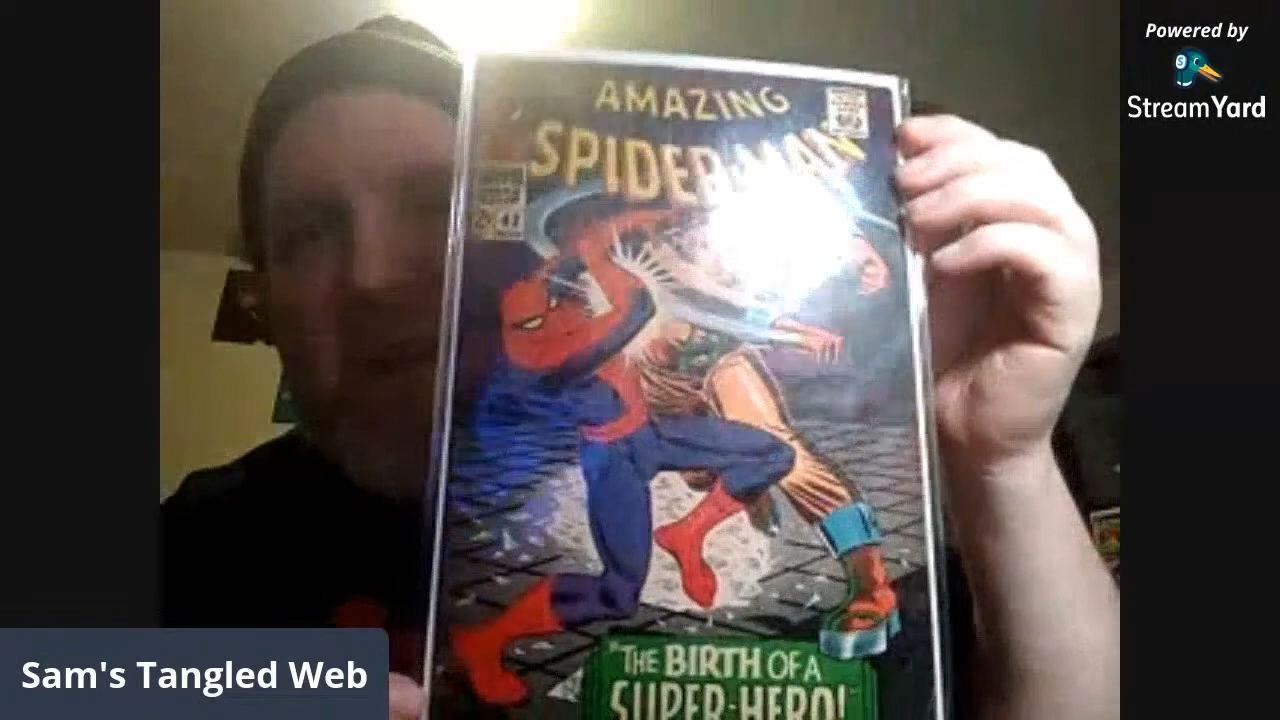 Powered by
StreamYard
AMAZING
SPIDER-MAN
"THE BIRTH OF A
SUPER-HERO!"
Sam's Tangled Web